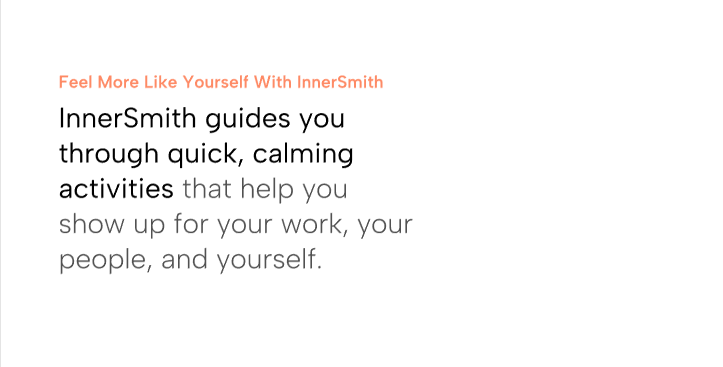 Feel More Like Yourself With InnerSmith
InnerSmith guides you
through quick, calming
activities that help you
show up for your work, your
people, and yourself.